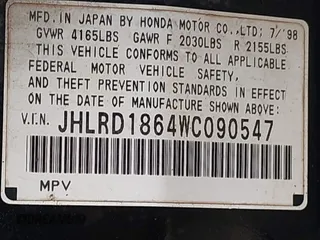 MFD. IN JAPAN BY HONDA MOTOR CO.,LTD; 7/'98
GVWR 4165LBS GAWR F 2030LBS R 2155LBS
THIS VEHICLE CONFORMS TO ALL APPLICABLE
FEDERAL MOTOR VEHICLE SAFETY,
AND THEFT PREVENTION STANDARDS IN EFFECT
ON THE DATE OF MANUFACTURE SHOWN ABOVE:
V.I.N. JHLRD1864WC090547
MPV